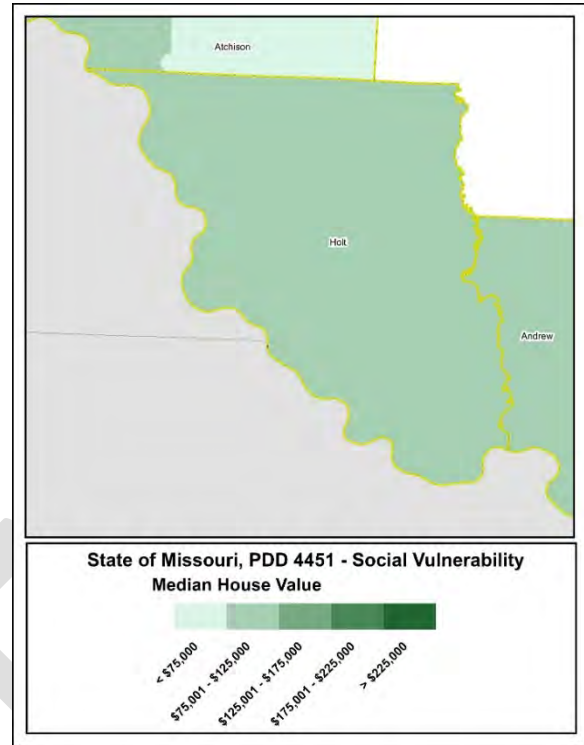 Atchison
Holt
Andrew
State of Missouri, PDD 4451 - Social Vulnerability
Median House Value
< $75,000
$75,001 - $125,000
$125,001 - $175,000
$175,001 - $225,000
> $225,000